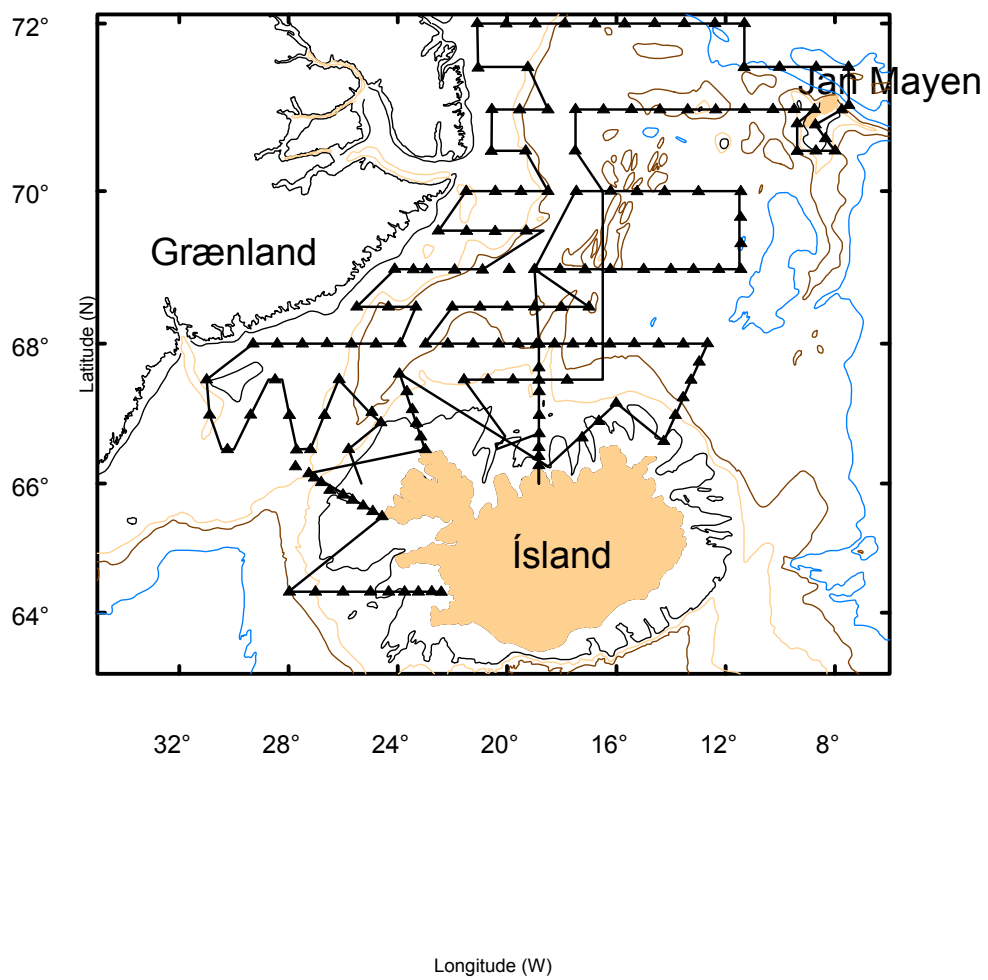 72°
Jan Mayen
70°
Grænland
Latitude (N)
68°
66°
Ísland
64°
32° 28° 24° 20° 16° 12° 8°
Longitude (W)